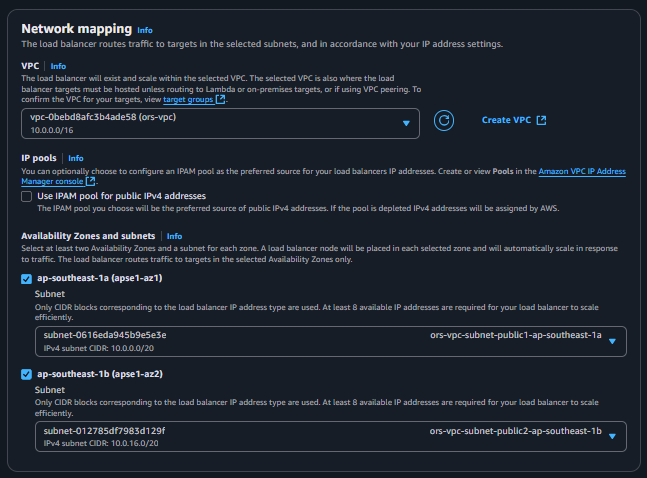 Network mapping Info
The load balancer routes traffic to targets in the selected subnets, and in accordance with your IP address settings.
VPC | Info
The load balancer will exist and scale within the selected VPC. The selected VPC is also where the load
balancer targets must be hosted unless routing to Lambda or on-premises targets, or if using VPC peering. To
confirm the VPC for your targets, view target groups.
vpc-0bebd8afc3b4ade58 (ors-vpc)
10.0.0.0/16
Create VPC
IP pools | Info
You can optionally choose to configure an IPAM pool as the preferred source for your load balancers IP addresses. Create or view Pools in the Amazon VPC IP Address
Manager console.
Use IPAM pool for public IPv4 addresses
The IPAM pool you choose will be the preferred source of public IPv4 addresses. If the pool is depleted IPv4 addresses will be assigned by AWS.
Availability Zones and subnets | Info
Select at least two Availability Zones and a subnet for each zone. A load balancer node will be placed in each selected zone and will automatically scale in response
to traffic. The load balancer routes traffic to targets in the selected Availability Zones only.
ap-southeast-1a (apse1-az1)
Subnet
Only CIDR blocks corresponding to the load balancer IP address type are used. At least 8 available IP addresses are required for your load balancer to scale
efficiently.
subnet-0616eda945b9e5e3e ors-vpc-subnet-public1-ap-southeast-1a
IPv4 subnet CIDR: 10.0.0.0/20
ap-southeast-1b (apse1-az2)
Subnet
Only CIDR blocks corresponding to the load balancer IP address type are used. At least 8 available IP addresses are required for your load balancer to scale
efficiently.
subnet-012785df7983d129f ors-vpc-subnet-public2-ap-southeast-1b
IPv4 subnet CIDR: 10.0.16.0/20